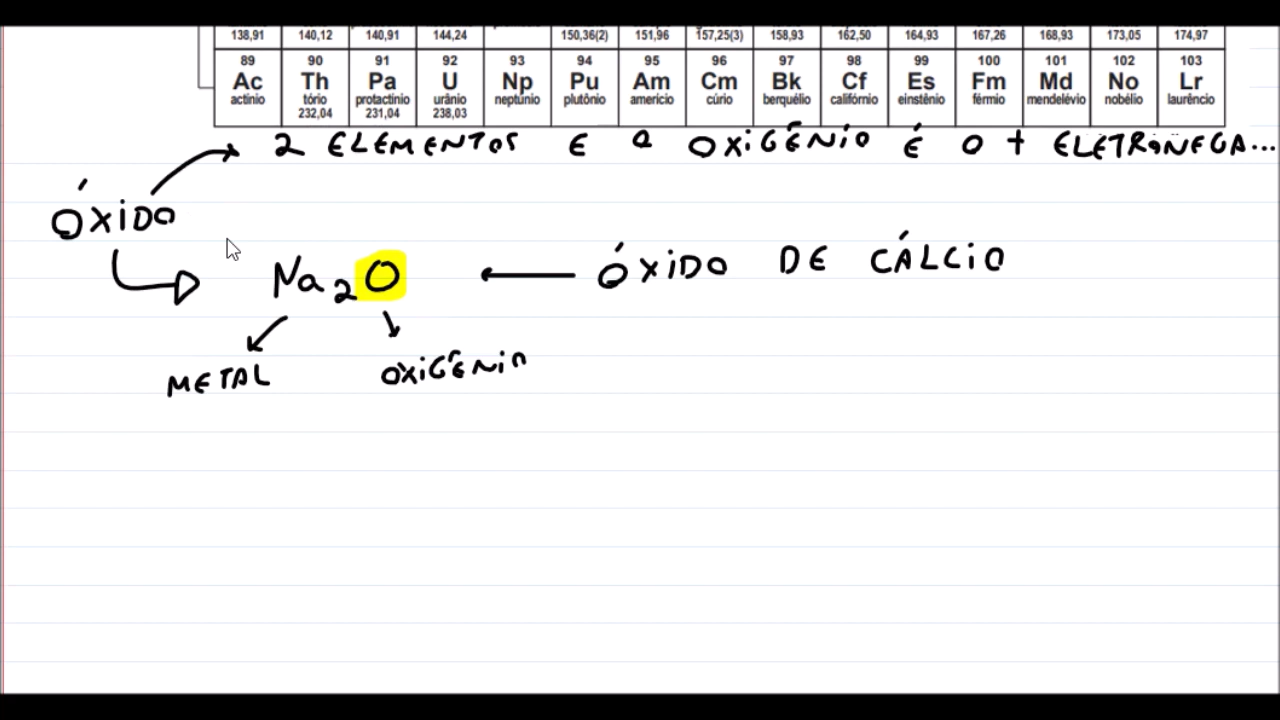 138,91 140,12 140,91 144,24 150,36(2) 151,96 157,25(3) 158,93 162,50 164,93 167,26 168,93 173,05 174,97
89 90 91 92 93 94 95 96 97 98 99 100 101 102 103
Ac Th Pa U Np Pu Am Cm Bk Cf Es Fm Md No Lr
actínio tório protactínio urânio neptúnio plutônio amerício cúrio berquélio califórnio einstênio férmio mendelévio nobélio laurêncio
232,04 231,04 238,03
2 ELEMENTOS E O OXIGÊNIO É O + ELETRONEGA...
ÓXIDO
Na2O ÓXIDO DE CÁLCIO
METAL OXIGÊNIO